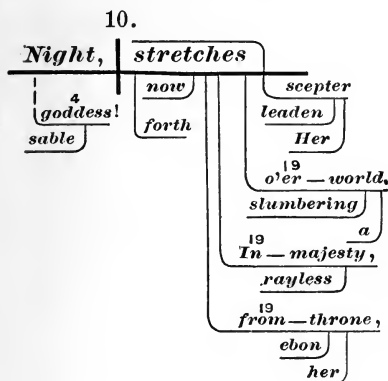 10.
Night, stretches
now scepter
4
goddess! leaden
sable forth Her
19
o'er—world,
slumbering
a
19
In—majesty,
rayless
19
from—throne,
ebon
her